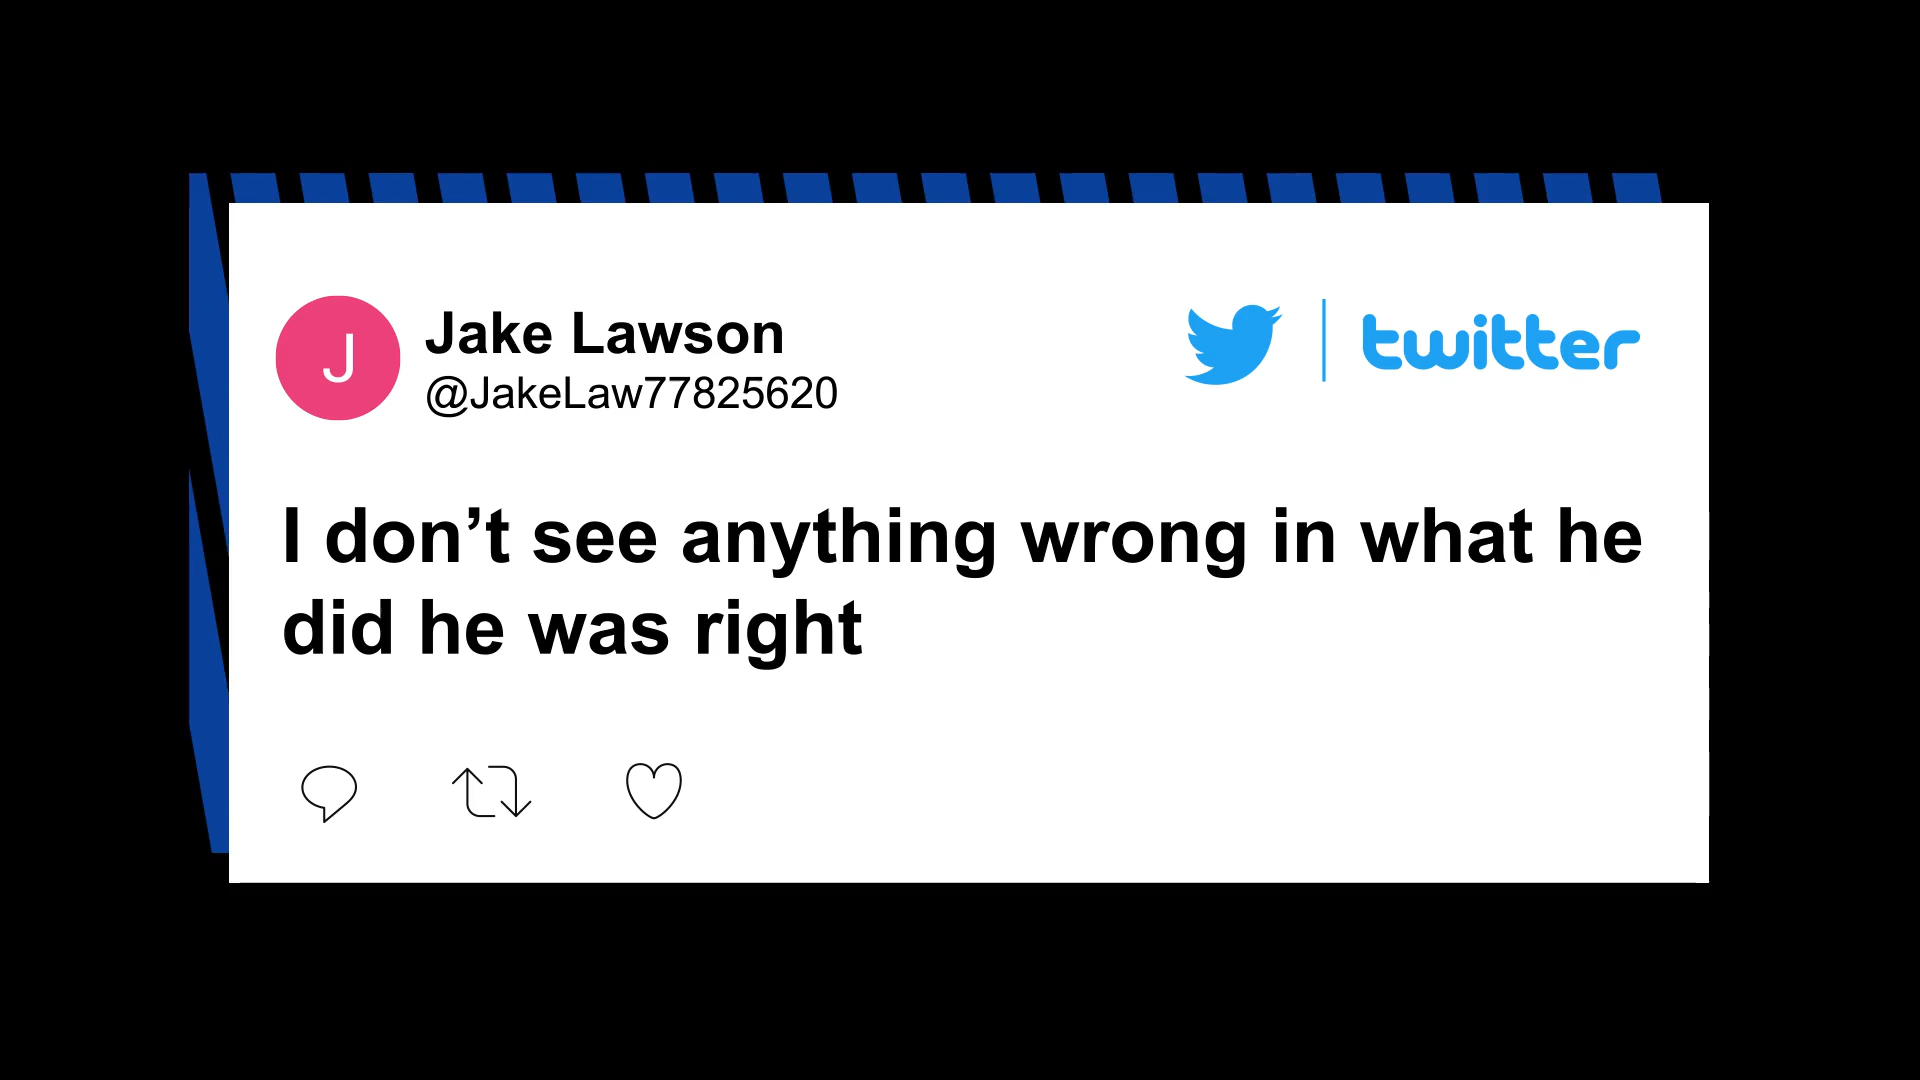 J
Jake Lawson
@JakeLaw77825620
twitter
I don’t see anything wrong in what he
did he was right